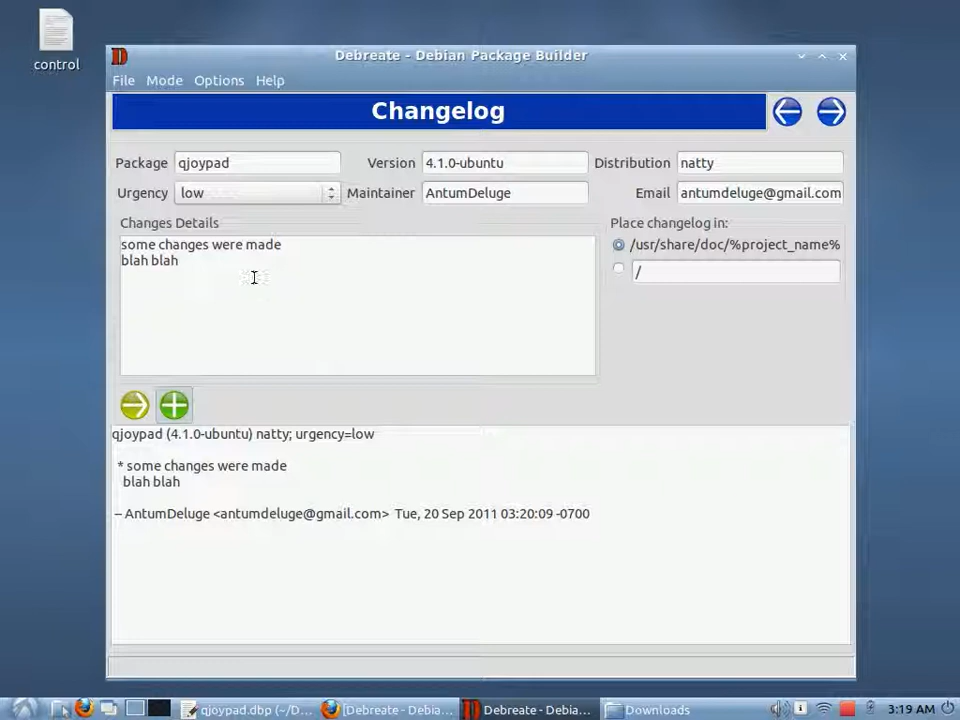 control
Debreate - Debian Package Builder
File Mode Options Help
Changelog
Package qjoypad Version 4.1.0-ubuntu Distribution natty
Urgency low Maintainer AntumDeluge Email antumdeluge@gmail.com
Changes Details
Place changelog in:
some changes were made
blah blah
/usr/share/doc/%project_name%
/
qjoypad (4.1.0-ubuntu) natty; urgency=low
* some changes were made
blah blah
-- AntumDeluge <antumdeluge@gmail.com> Tue, 20 Sep 2011 03:20:09 -0700
qjoypad.dbp (~/D... [Debreate - Debia... Debreate - Debia... Downloads 3:19 AM